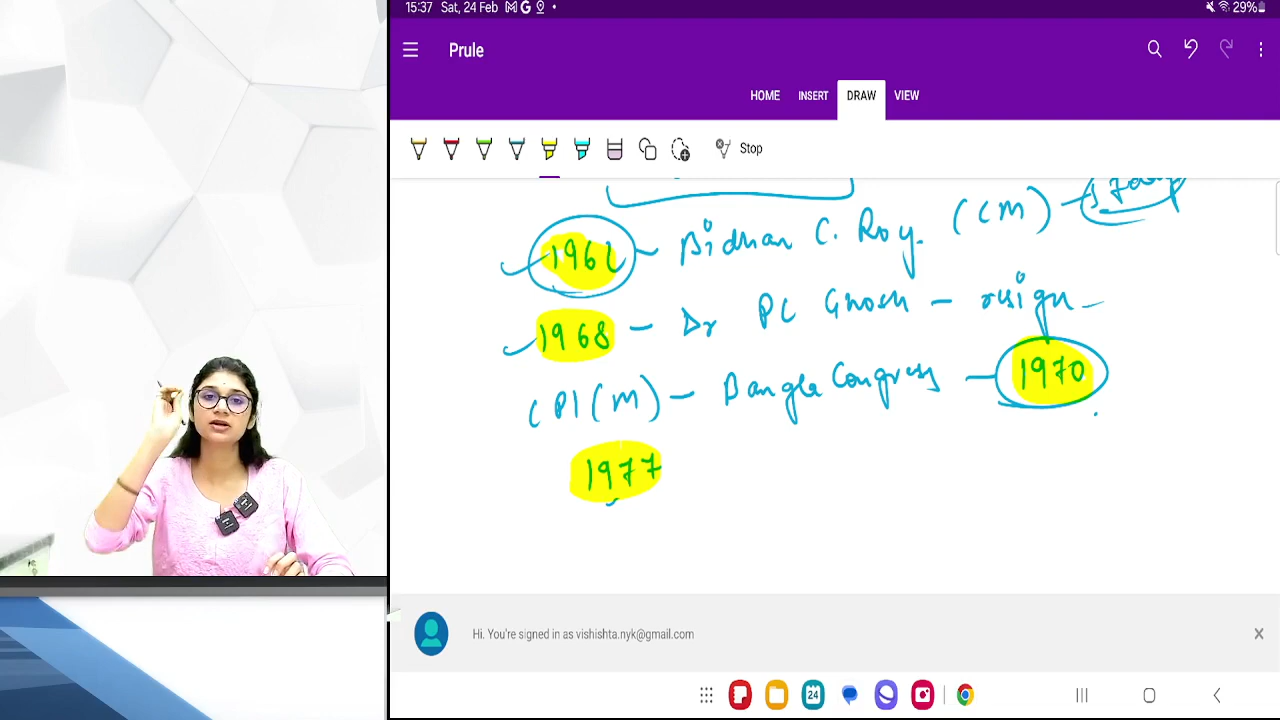 15:37 Sat, 24 Feb 29%
Prule
HOME INSERT DRAW VIEW
Stop
1962 - Bidhan C. Roy. (CM) -
1968 - Dr PC Ghosh - resign -
CPI(M) - Bangla Congress - 1970
1977
Hi. You're signed in as vishishta.nyk@gmail.com
24